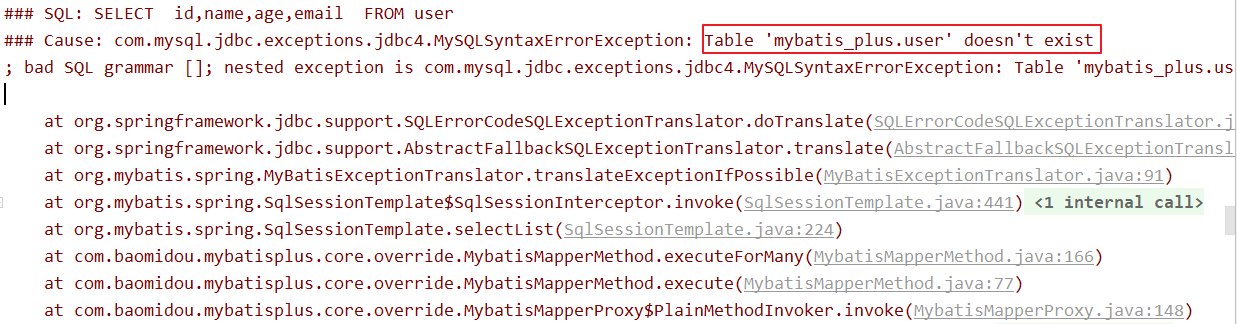 ### SQL: SELECT  id,name,age,email  FROM user
### Cause: com.mysql.jdbc.exceptions.jdbc4.MySQLSyntaxErrorException: Table 'mybatis_plus.user' doesn't exist
; bad SQL grammar []; nested exception is com.mysql.jdbc.exceptions.jdbc4.MySQLSyntaxErrorException: Table 'mybatis_plus.us
at org.springframework.jdbc.support.SQLErrorCodeSQLExceptionTranslator.doTranslate(SQLErrorCodeSQLExceptionTranslator.j
at org.springframework.jdbc.support.AbstractFallbackSQLExceptionTranslator.translate(AbstractFallbackSQLExceptionTransl
at org.mybatis.spring.MyBatisExceptionTranslator.translateExceptionIfPossible(MyBatisExceptionTranslator.java:91)
at org.mybatis.spring.SqlSessionTemplate$SqlSessionInterceptor.invoke(SqlSessionTemplate.java:441) <1 internal call>
at org.mybatis.spring.SqlSessionTemplate.selectList(SqlSessionTemplate.java:224)
at com.baomidou.mybatisplus.core.override.MybatisMapperMethod.executeForMany(MybatisMapperMethod.java:166)
at com.baomidou.mybatisplus.core.override.MybatisMapperMethod.execute(MybatisMapperMethod.java:77)
at com.baomidou.mybatisplus.core.override.MybatisMapperProxy$PlainMethodInvoker.invoke(MybatisMapperProxy.java:148)